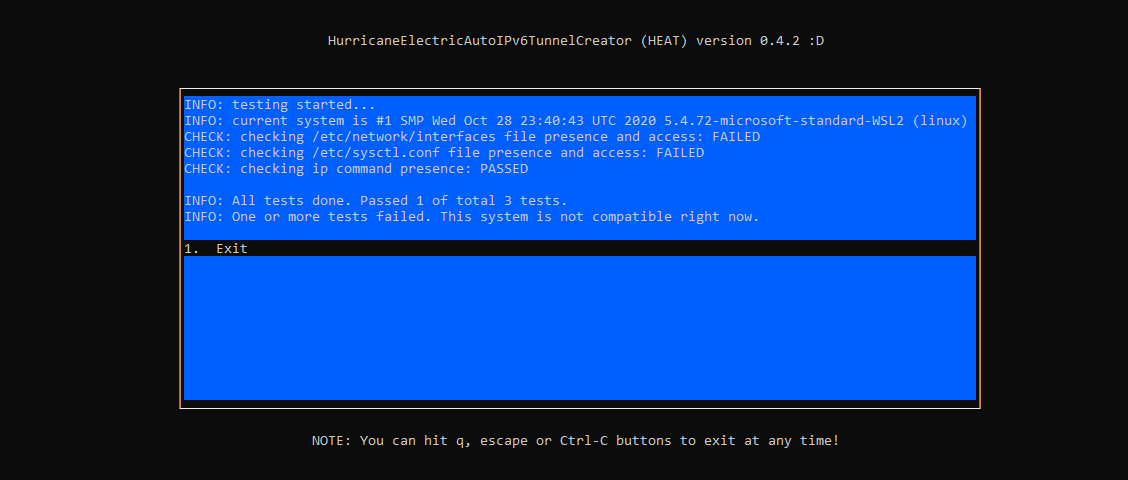 HurricaneElectricAutoIPv6TunnelCreator (HEAT) version 0.4.2 :D
INFO: testing started...
INFO: current system is #1 SMP Wed Oct 28 23:40:43 UTC 2020 5.4.72-microsoft-standard-WSL2 (linux)
CHECK: checking /etc/network/interfaces file presence and access: FAILED
CHECK: checking /etc/sysctl.conf file presence and access: FAILED
CHECK: checking ip command presence: PASSED
INFO: All tests done. Passed 1 of total 3 tests.
INFO: One or more tests failed. This system is not compatible right now.
1.  Exit
NOTE: You can hit q, escape or Ctrl-C buttons to exit at any time!